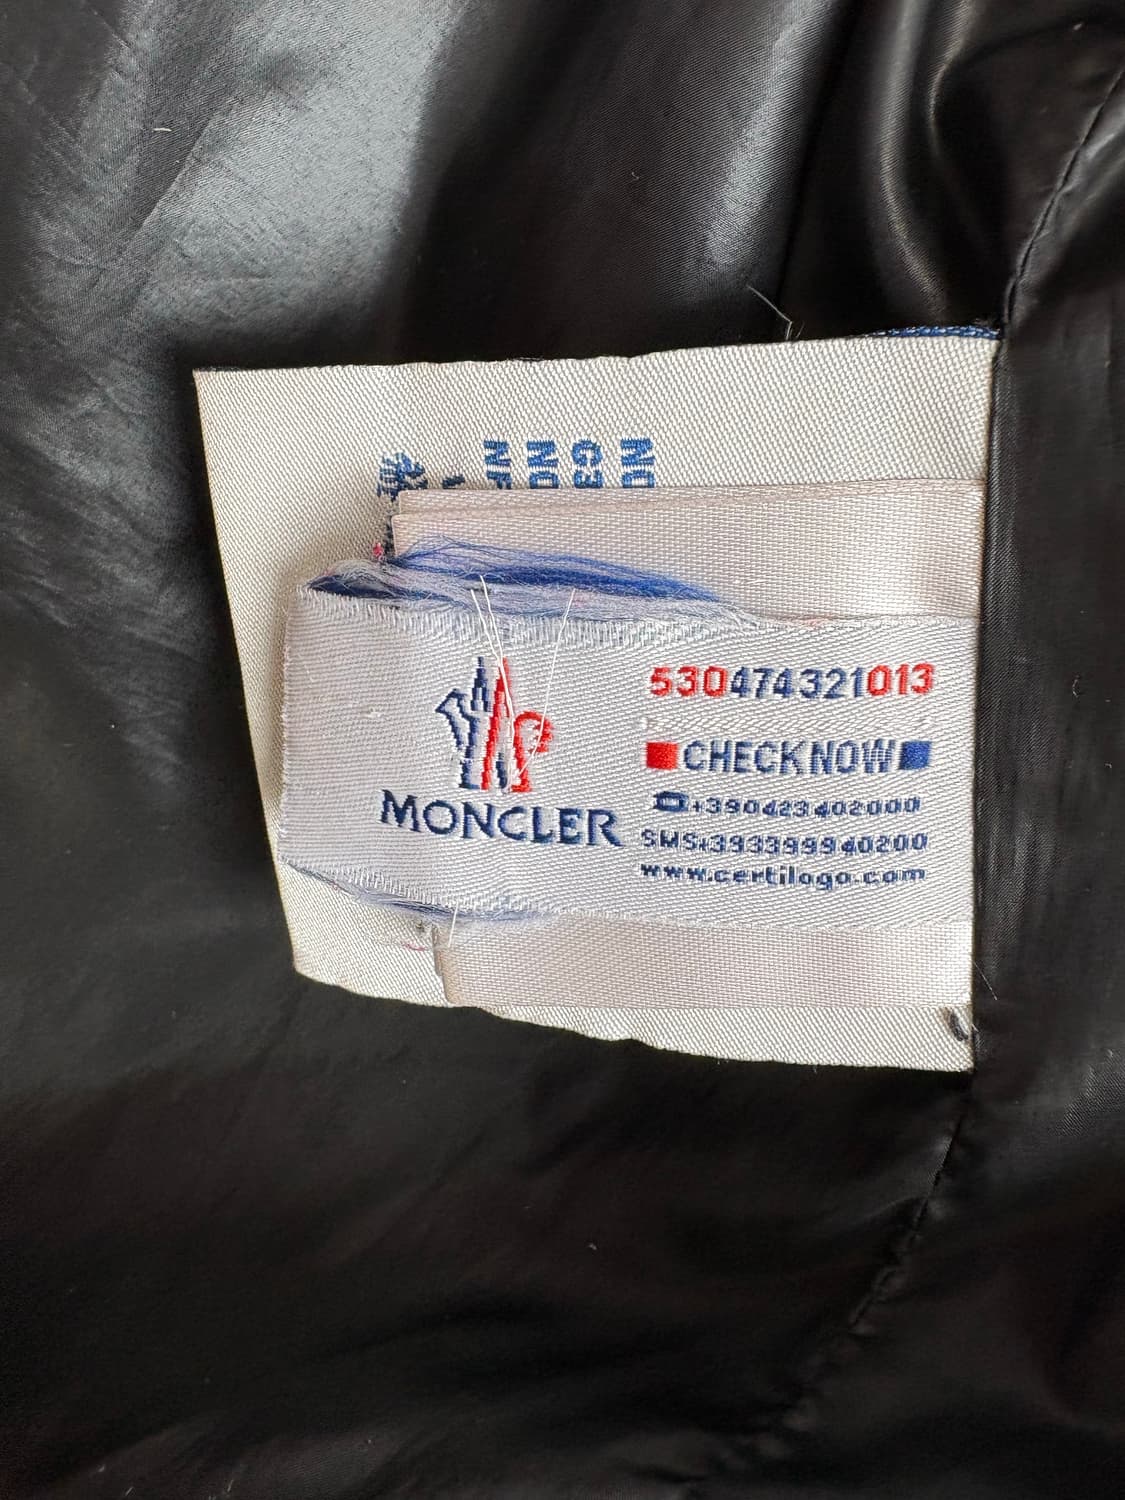 MONCLER
530474321013
CHECKNOW
+390423402000
SMS+393399940200
www.certilogo.com